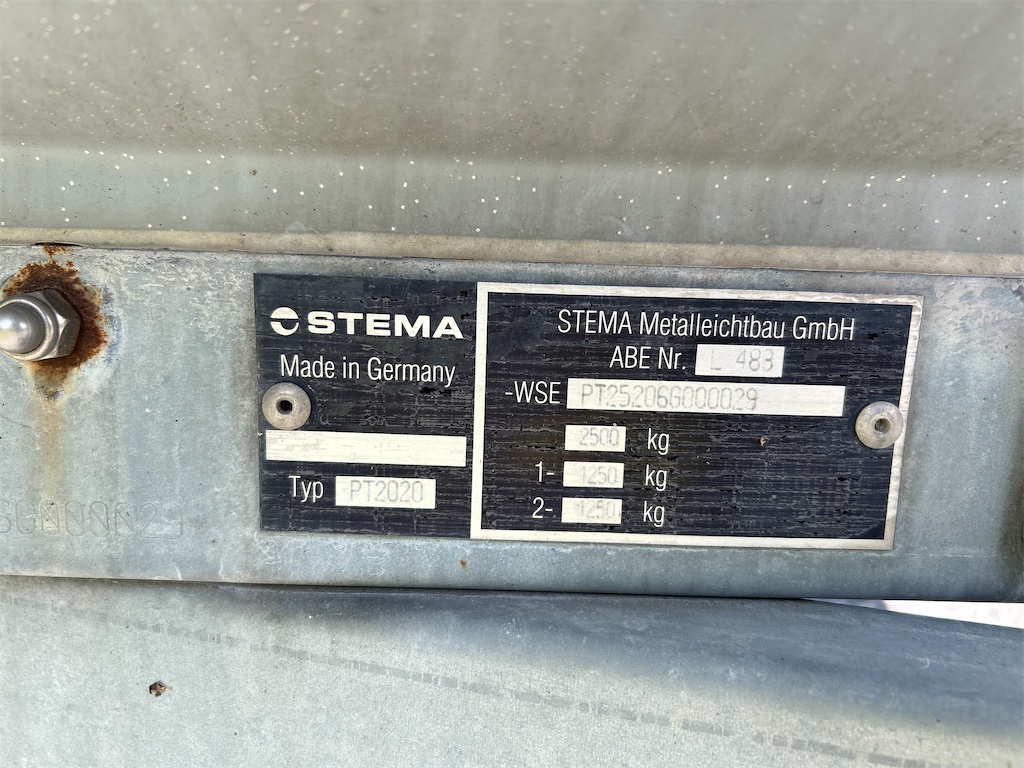 STEMA
Made in Germany
Typ PT2020
STEMA Metalleichtbau GmbH
ABE Nr. L 483
-WSE PT25206G000029
2500 kg
1- 1250 kg
2- 1250 kg